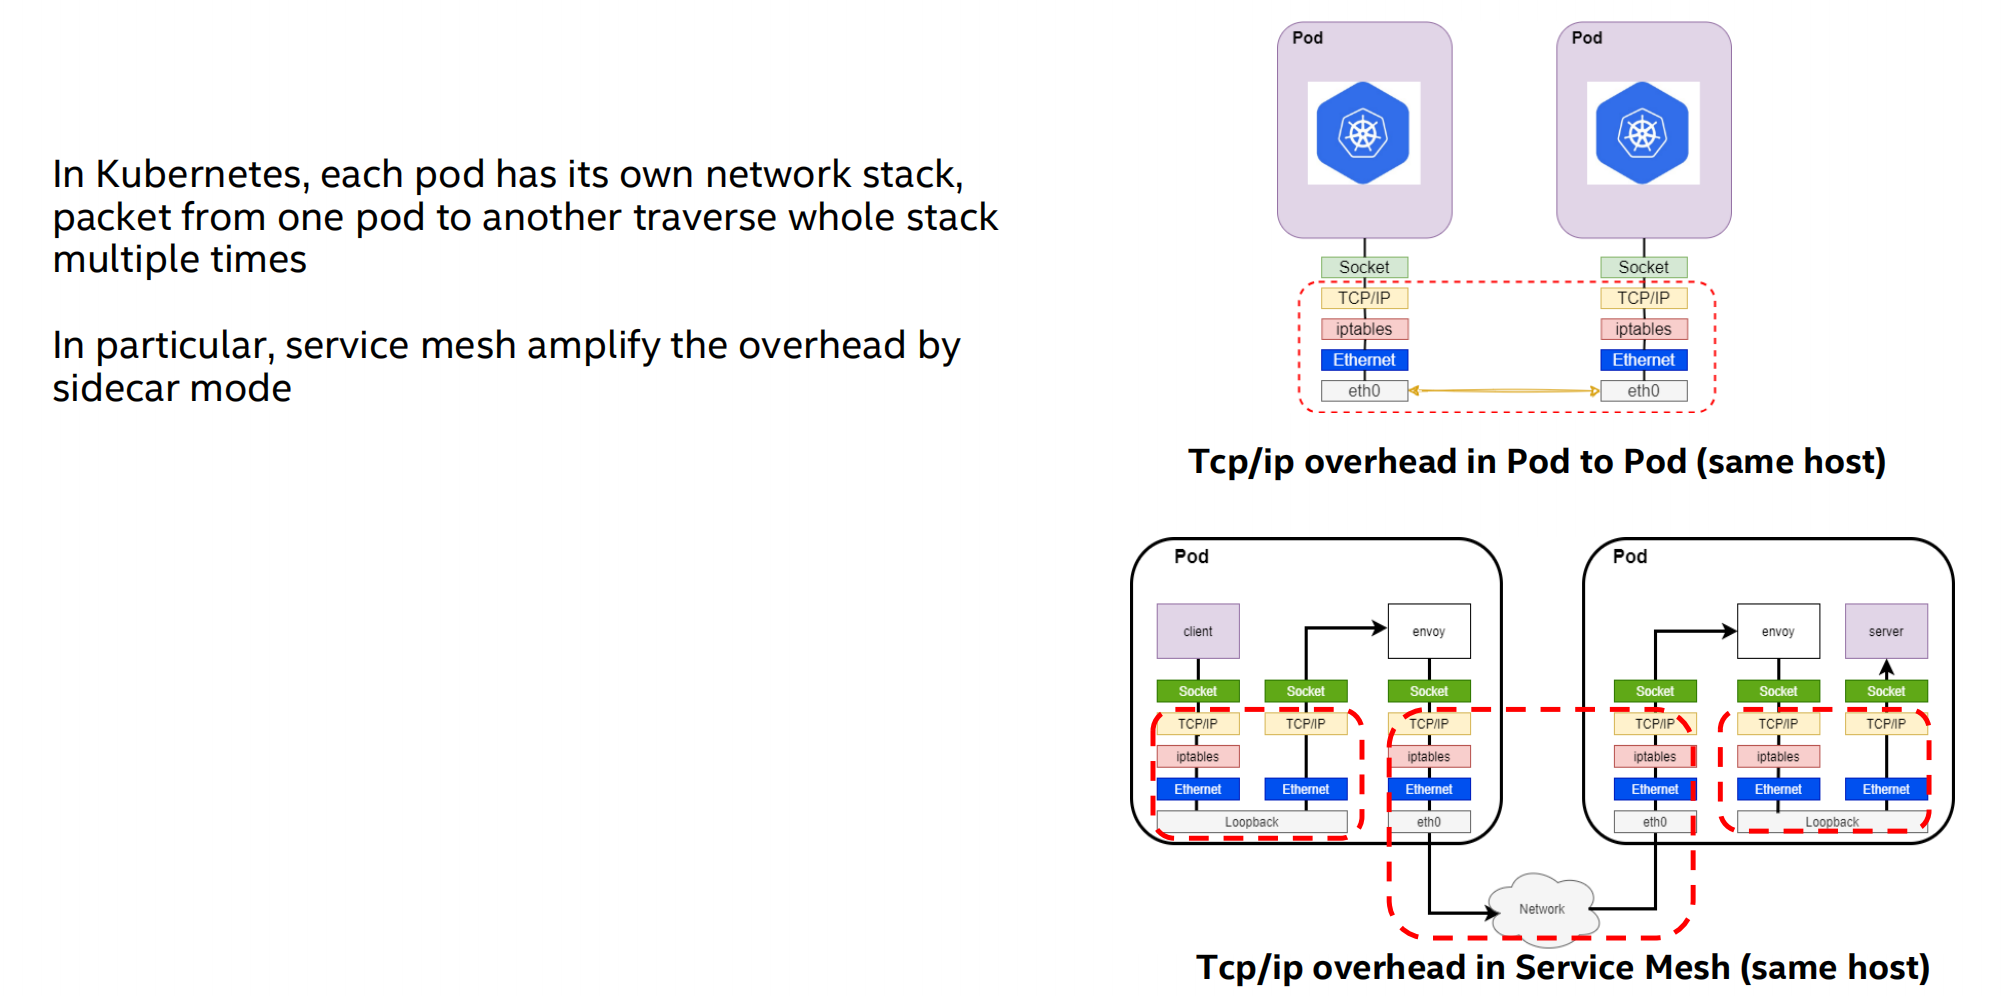 In Kubernetes, each pod has its own network stack,
packet from one pod to another traverse whole stack
multiple times
In particular, service mesh amplify the overhead by
sidecar mode
Pod
Pod
Socket
Socket
TCP/IP
TCP/IP
iptables
iptables
Ethernet
Ethernet
eth0
eth0
Tcp/ip overhead in Pod to Pod (same host)
Pod
Pod
client
envoy
envoy
server
Socket
Socket
Socket
Socket
Socket
Socket
TCP/IP
TCP/IP
TCP/IP
TCP/IP
TCP/IP
TCP/IP
iptables
iptables
iptables
iptables
Ethernet
Ethernet
Ethernet
Ethernet
Ethernet
Ethernet
Loopback
eth0
eth0
Loopback
Network
Tcp/ip overhead in Service Mesh (same host)